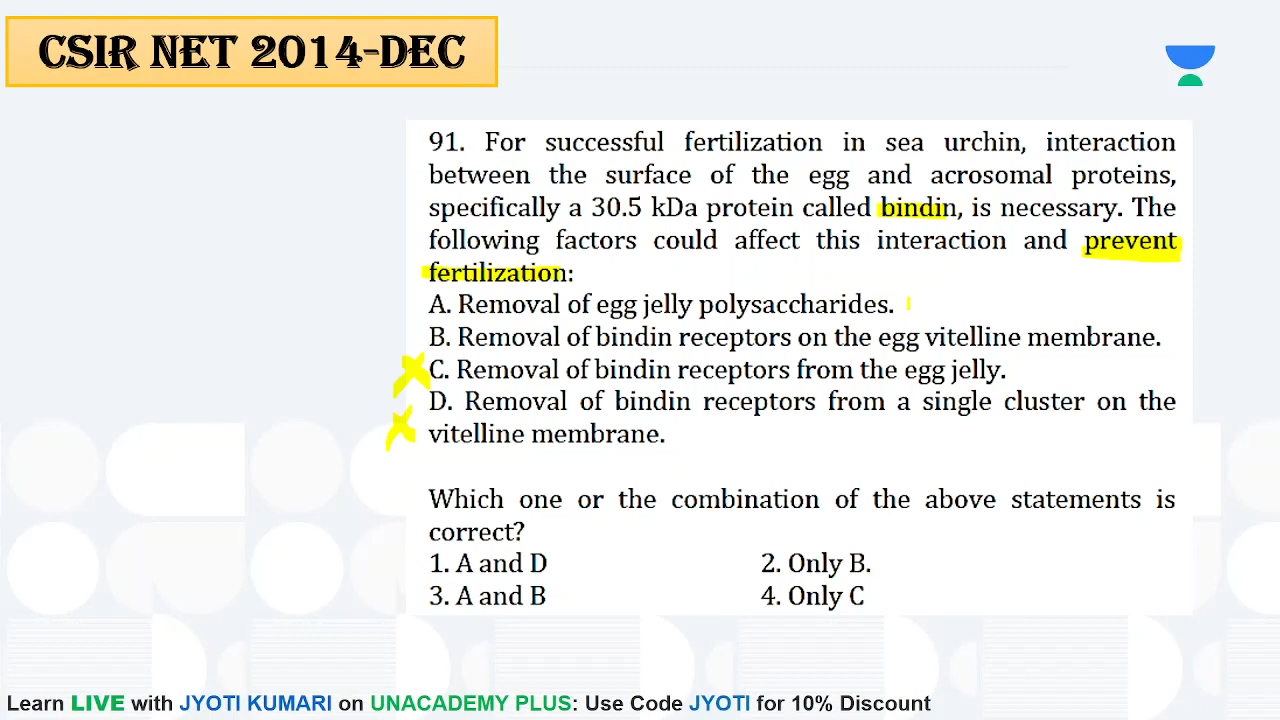 CSIR NET 2014-DEC
91. For successful fertilization in sea urchin, interaction
between the surface of the egg and acrosomal proteins,
specifically a 30.5 kDa protein called bindin, is necessary. The
following factors could affect this interaction and prevent
fertilization:
A. Removal of egg jelly polysaccharides.
B. Removal of bindin receptors on the egg vitelline membrane.
C. Removal of bindin receptors from the egg jelly.
D. Removal of bindin receptors from a single cluster on the
vitelline membrane.
Which one or the combination of the above statements is
correct?
1. A and D 2. Only B.
3. A and B 4. Only C
Learn LIVE with JYOTI KUMARI on UNACADEMY PLUS: Use Code JYOTI for 10% Discount